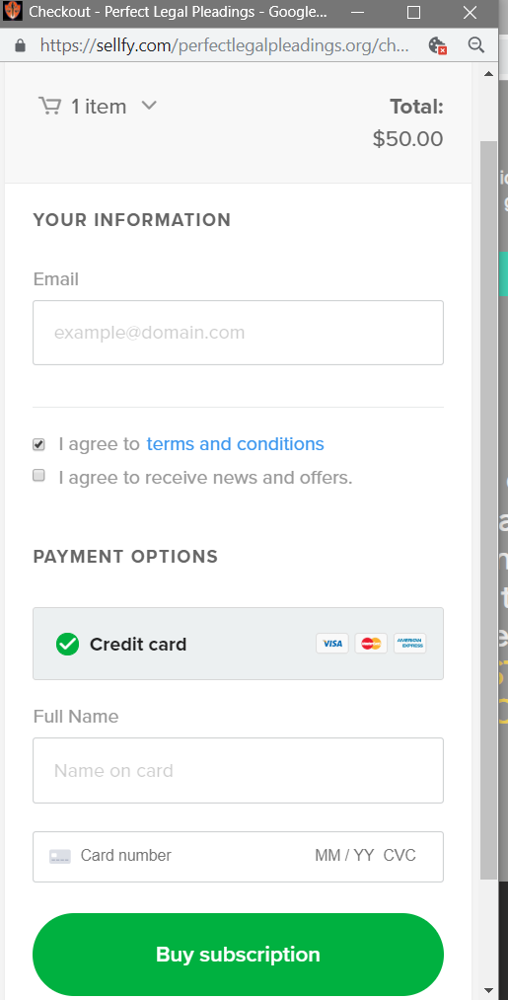 Checkout - Perfect Legal Pleadings - Google...
https://sellfy.com/perfectlegalpleadings.org/ch...
1 item
Total:
$50.00
YOUR INFORMATION
Email
example@domain.com
I agree to terms and conditions
I agree to receive news and offers.
PAYMENT OPTIONS
Credit card VISA MasterCard AMERICAN EXPRESS
Full Name
Name on card
Card number MM / YY CVC
Buy subscription